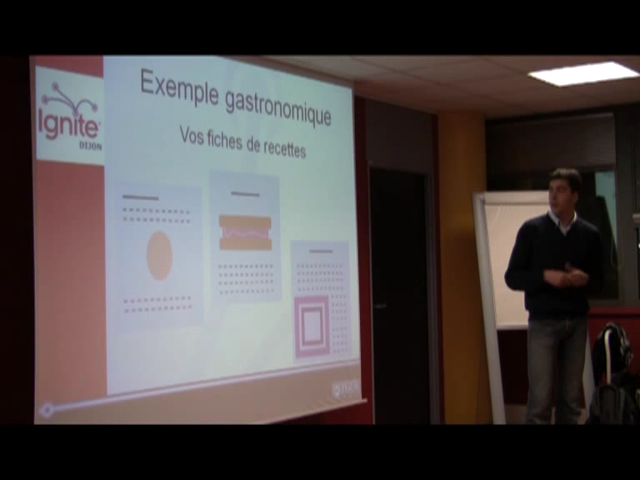 Ignite
DIJON
Exemple gastronomique
Vos fiches de recettes